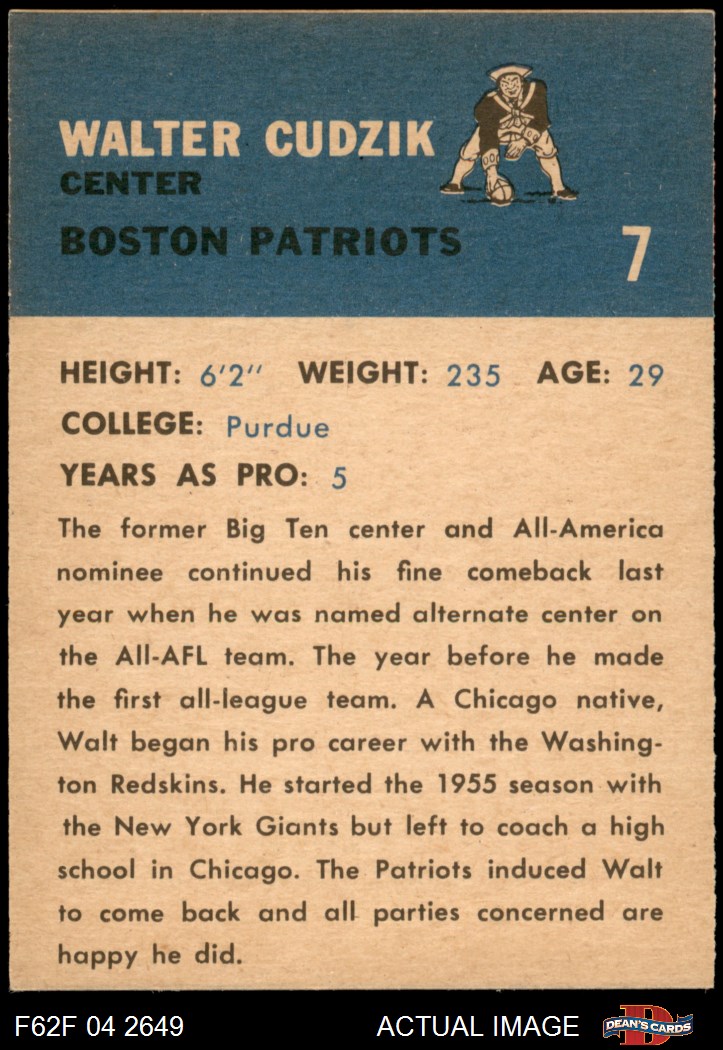 WALTER CUDZIK
CENTER
BOSTON PATRIOTS
7
HEIGHT: 6'2" WEIGHT: 235 AGE: 29
COLLEGE: Purdue
YEARS AS PRO: 5
The former Big Ten center and All-America
nominee continued his fine comeback last
year when he was named alternate center on
the All-AFL team. The year before he made
the first all-league team. A Chicago native,
Walt began his pro career with the Washing-
ton Redskins. He started the 1955 season with
the New York Giants but left to coach a high
school in Chicago. The Patriots induced Walt
to come back and all parties concerned are
happy he did.
F62F 04 2649 ACTUAL IMAGE D DEAN'S CARDS